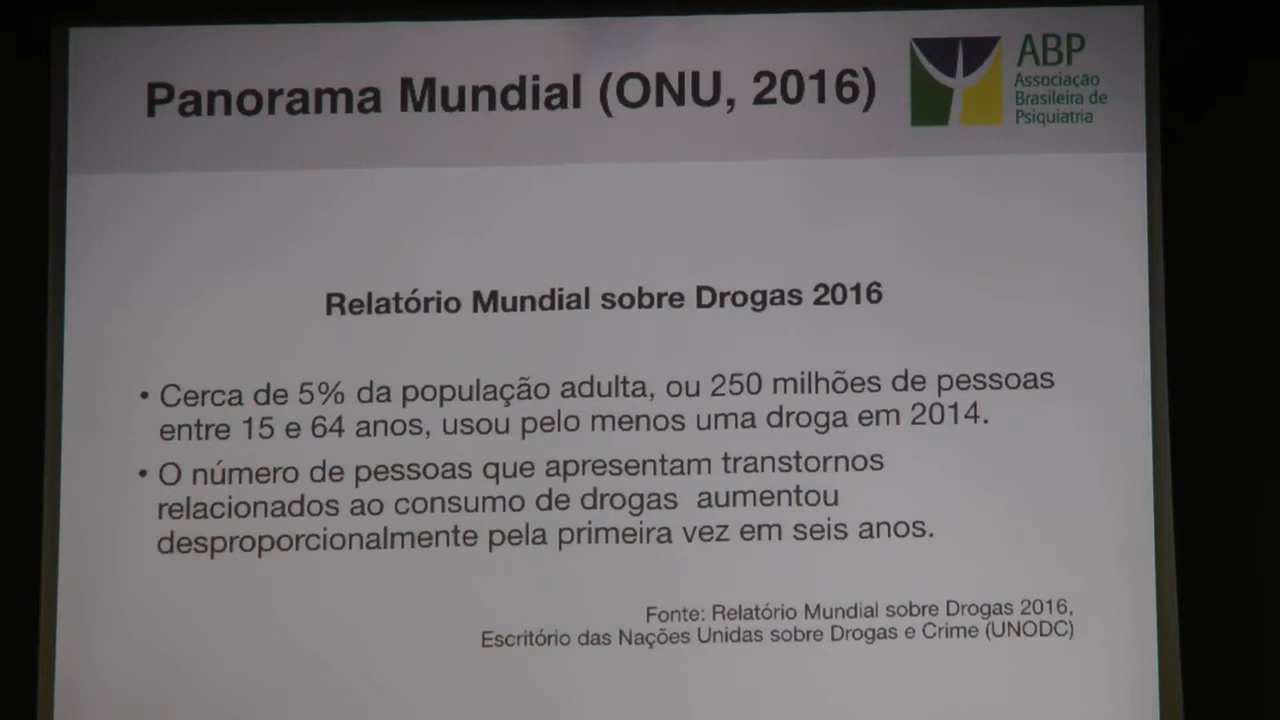 Panorama Mundial (ONU, 2016)
ABP
Associação
Brasileira de
Psiquiatria
Relatório Mundial sobre Drogas 2016
• Cerca de 5% da população adulta, ou 250 milhões de pessoas
entre 15 e 64 anos, usou pelo menos uma droga em 2014.
• O número de pessoas que apresentam transtornos
relacionados ao consumo de drogas aumentou
desproporcionalmente pela primeira vez em seis anos.
Fonte: Relatório Mundial sobre Drogas 2016,
Escritório das Nações Unidas sobre Drogas e Crime (UNODC)